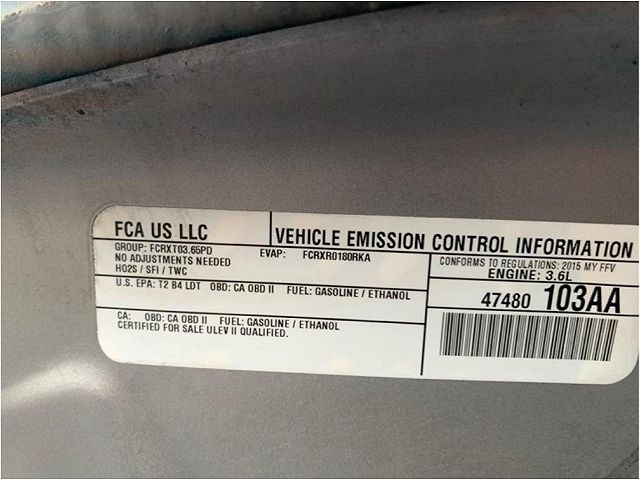 FCA US LLC
VEHICLE EMISSION CONTROL INFORMATION
GROUP: FCRXT03.65PD
EVAP: FCRXR0180RKA
NO ADJUSTMENTS NEEDED
HO2S / SFI / TWC
CONFORMS TO REGULATIONS: 2015 MY FFV
ENGINE: 3.6L
U.S. EPA: T2 B4 LDT OBD: CA OBD II FUEL: GASOLINE / ETHANOL
47480 103AA
CA: OBD: CA OBD II FUEL: GASOLINE / ETHANOL
CERTIFIED FOR SALE ULEV II QUALIFIED.